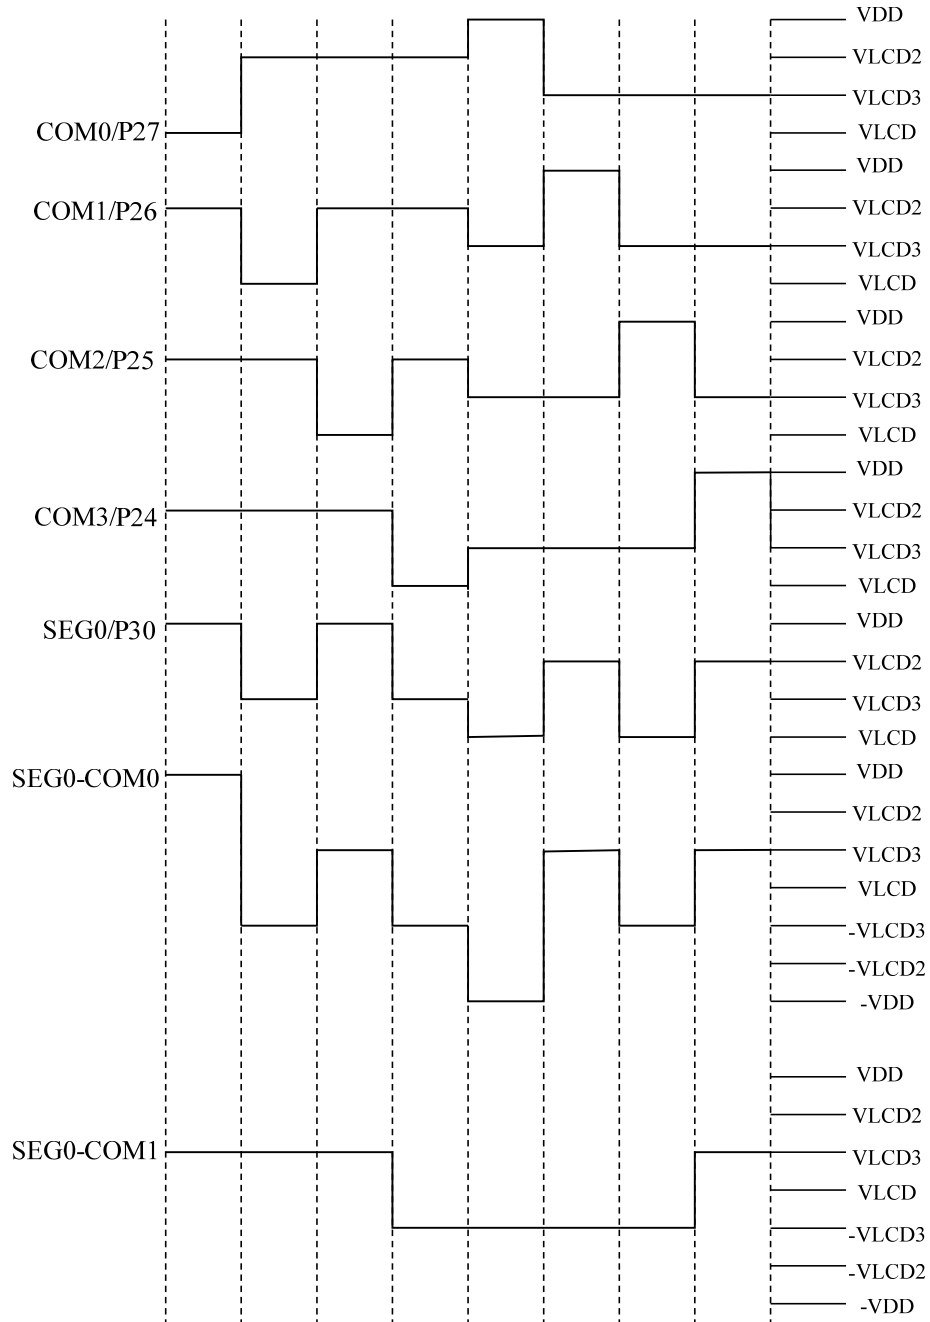 VDD
VLCD2
VLCD3
COM0/P27 VLCD
VDD
COM1/P26 VLCD2
VLCD3
VLCD
VDD
COM2/P25 VLCD2
VLCD3
VLCD
VDD
COM3/P24 VLCD2
VLCD3
VLCD
SEG0/P30 VDD
VLCD2
VLCD3
VLCD
SEG0-COM0 VDD
VLCD2
VLCD3
VLCD
-VLCD3
-VLCD2
-VDD
VDD
VLCD2
SEG0-COM1 VLCD3
VLCD
-VLCD3
-VLCD2
-VDD